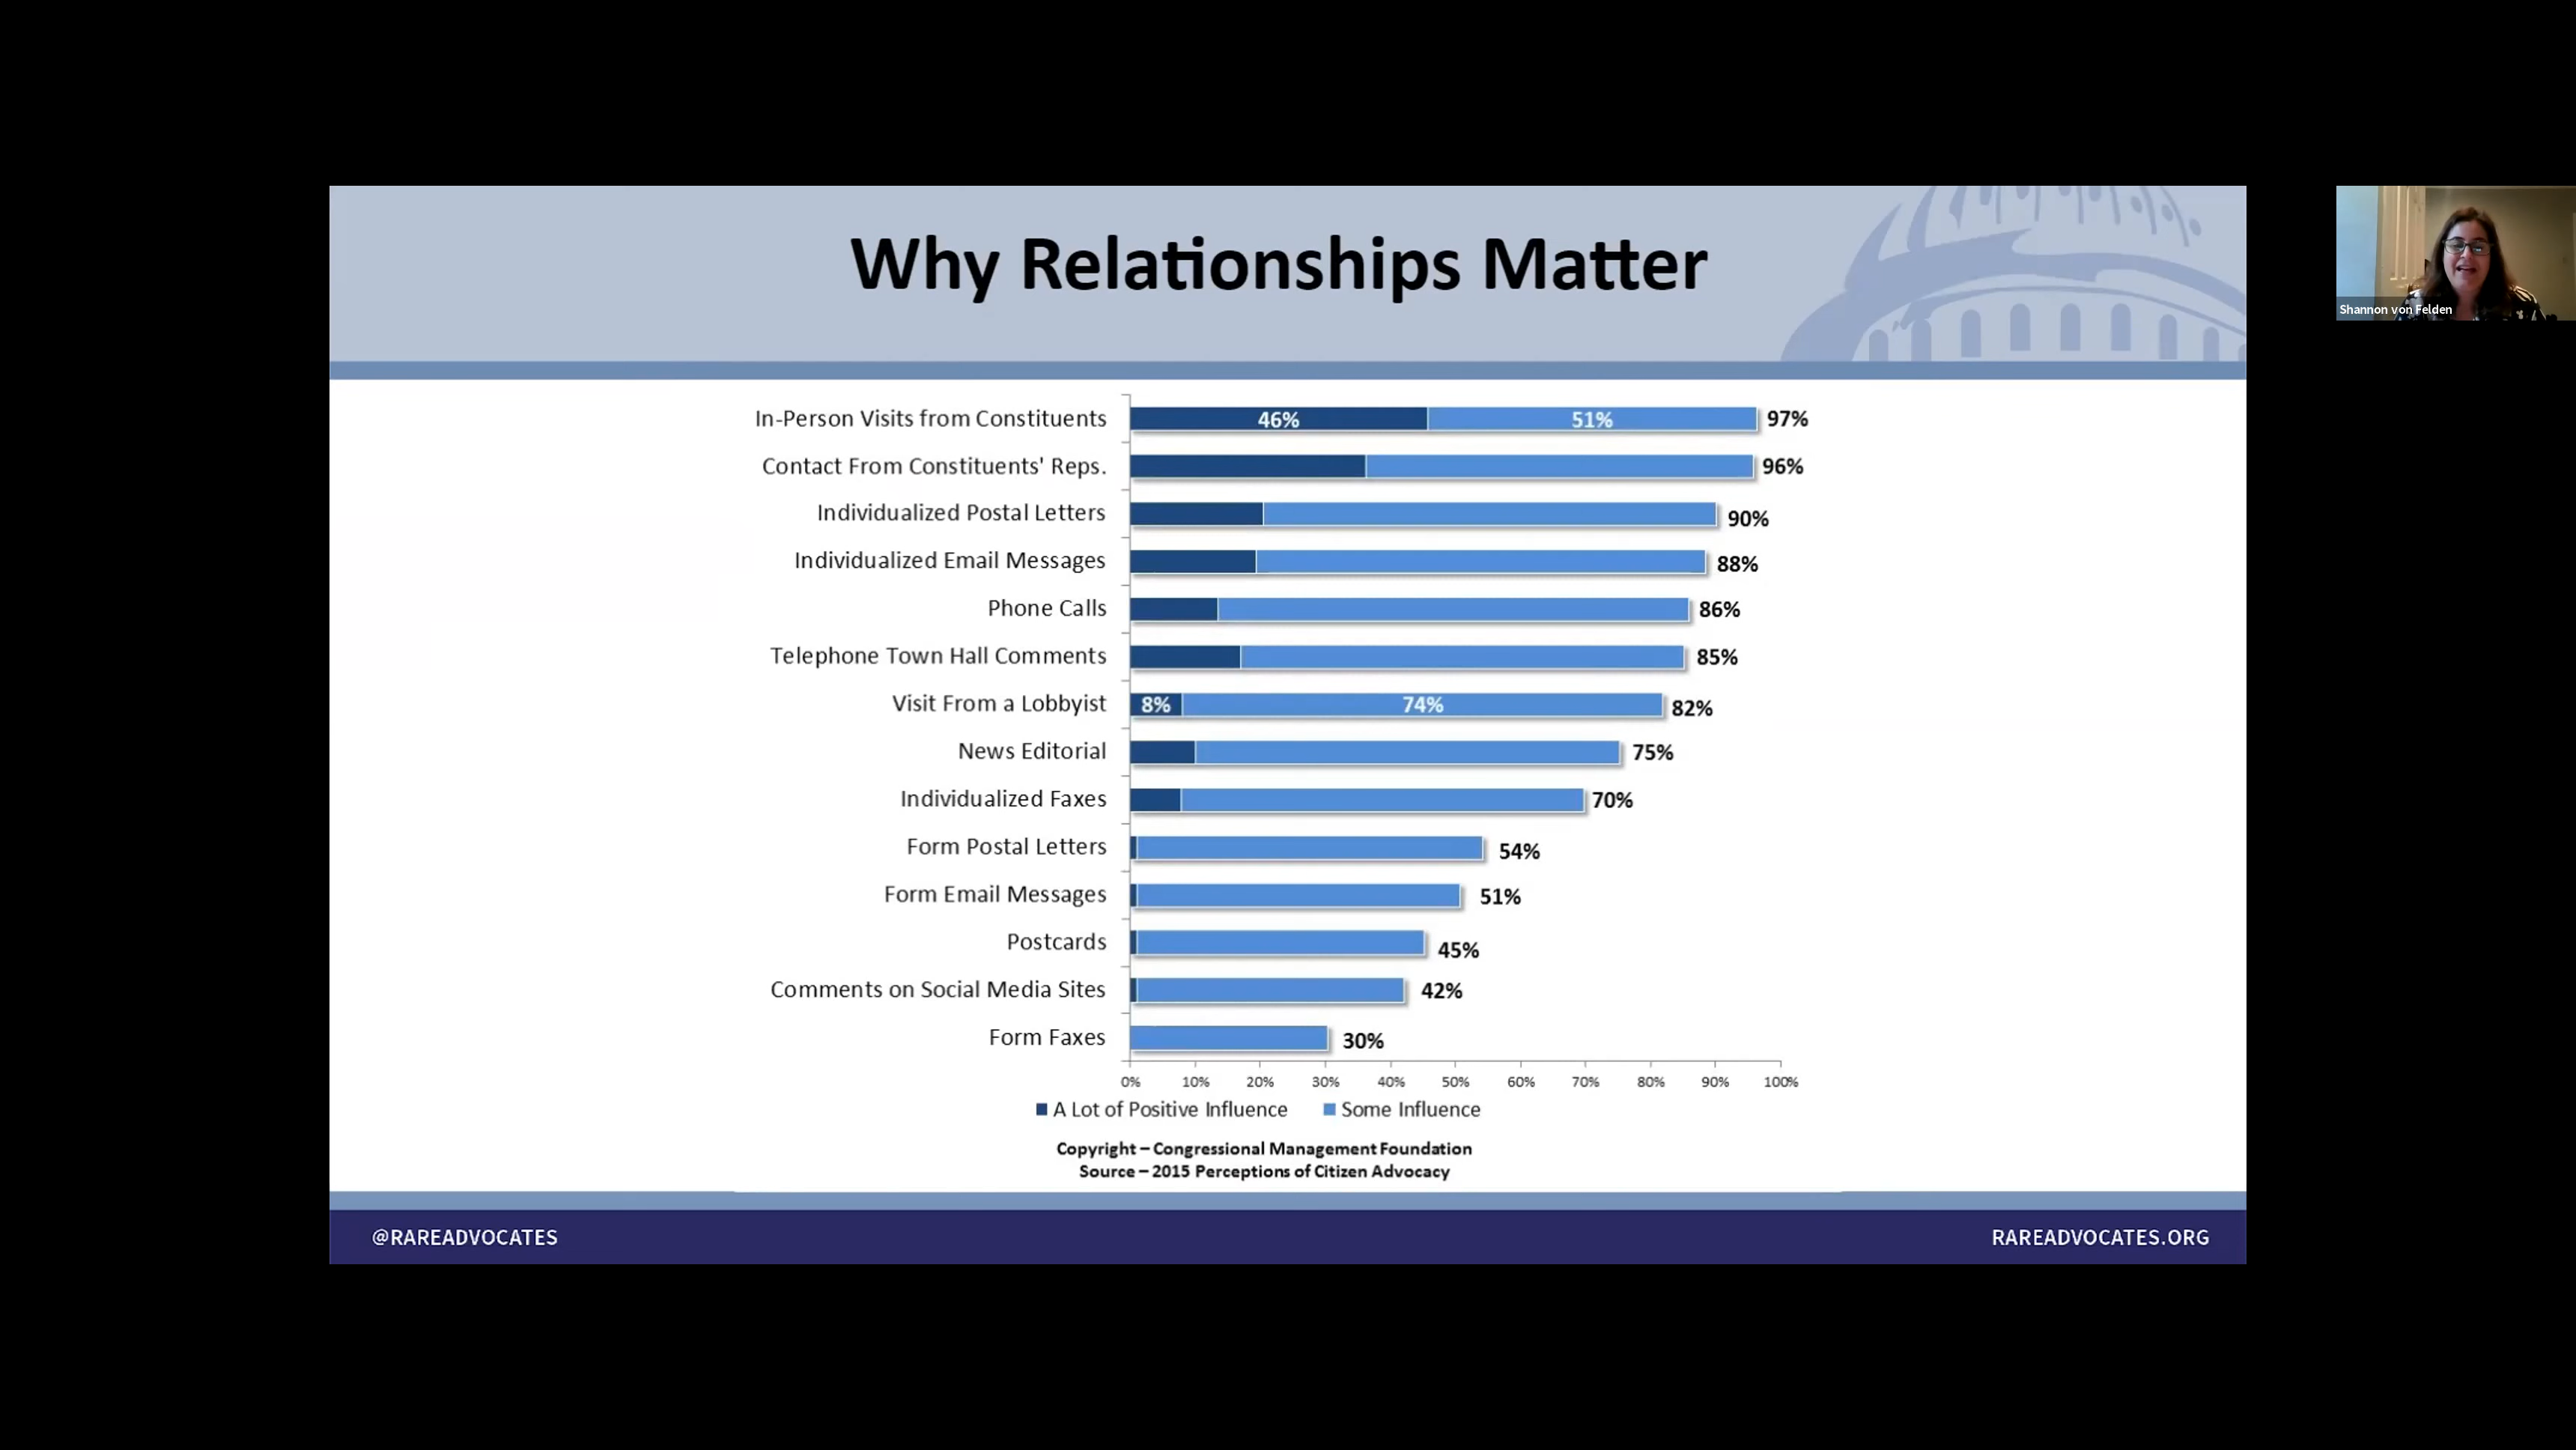 Why Relationships Matter
Shannon von Felden
In-Person Visits from Constituents 46% 51% 97%
Contact From Constituents' Reps. 96%
Individualized Postal Letters 90%
Individualized Email Messages 88%
Phone Calls 86%
Telephone Town Hall Comments 85%
Visit From a Lobbyist 8% 74% 82%
News Editorial 75%
Individualized Faxes 70%
Form Postal Letters 54%
Form Email Messages 51%
Postcards 45%
Comments on Social Media Sites 42%
Form Faxes 30%
0% 10% 20% 30% 40% 50% 60% 70% 80% 90% 100%
A Lot of Positive Influence Some Influence
Copyright – Congressional Management Foundation
Source – 2015 Perceptions of Citizen Advocacy
@RAREADVOCATES RAREADVOCATES.ORG